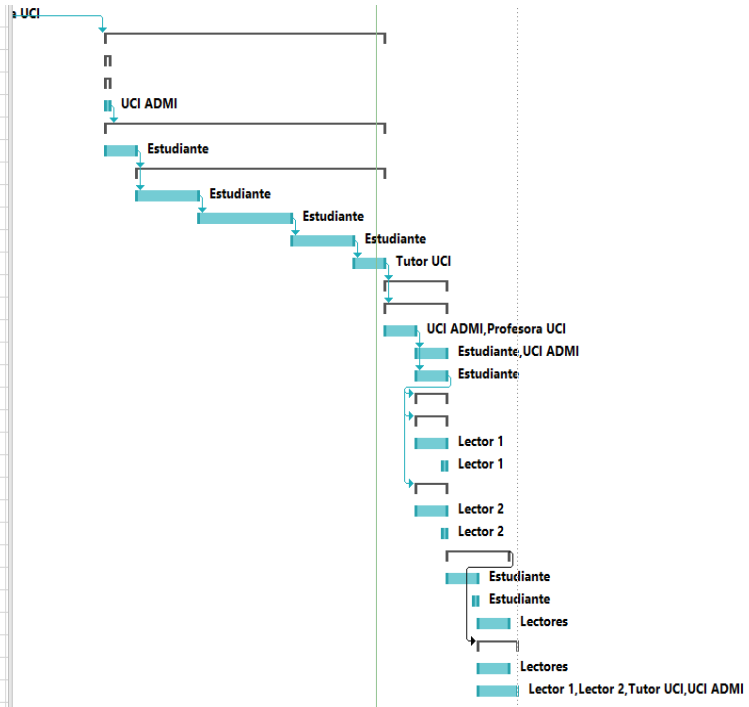 a UCI
UCI ADMI
Estudiante
Estudiante
Estudiante
Estudiante
Tutor UCI
UCI ADMI,Profesora UCI
Estudiante,UCI ADMI
Estudiante
Lector 1
Lector 1
Lector 2
Lector 2
Estudiante
Estudiante
Lectores
Lectores
Lector 1,Lector 2,Tutor UCI,UCI ADMI